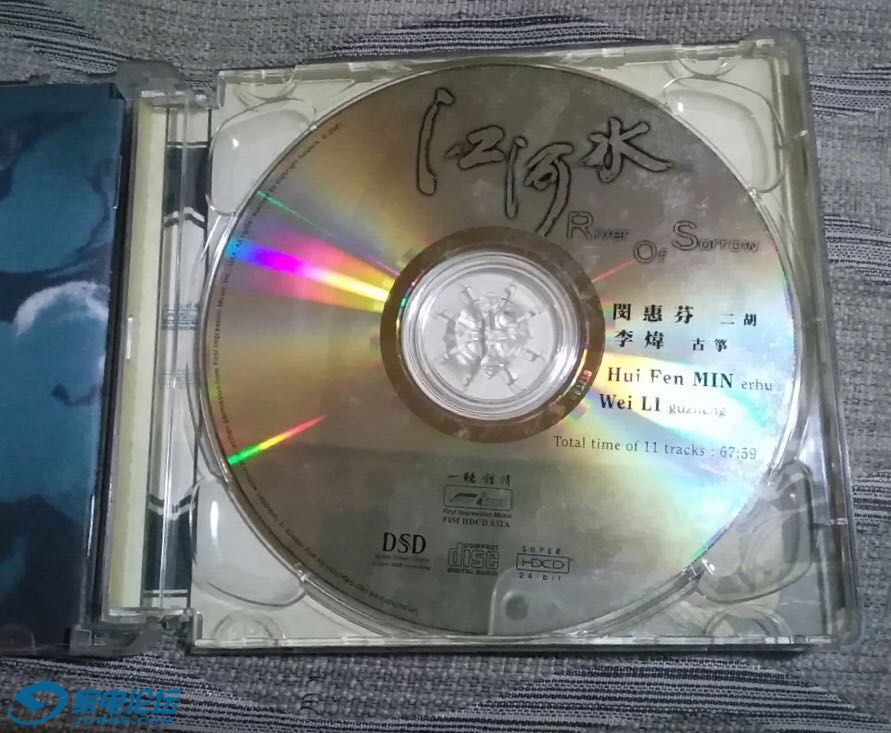 江河水
River Of Sorrow
閔惠芬 二胡
李煒 古箏
Hui Fen MIN erhu
Wei LI guzheng
Total time of 11 tracks : 67:59
一聽鍾情
First Impression Music
FIM HDCD 032A
DSD
COMPACT
disc
DIGITAL AUDIO
SUPER
HDCD
24-bit
家电论坛
JDBBS.COM